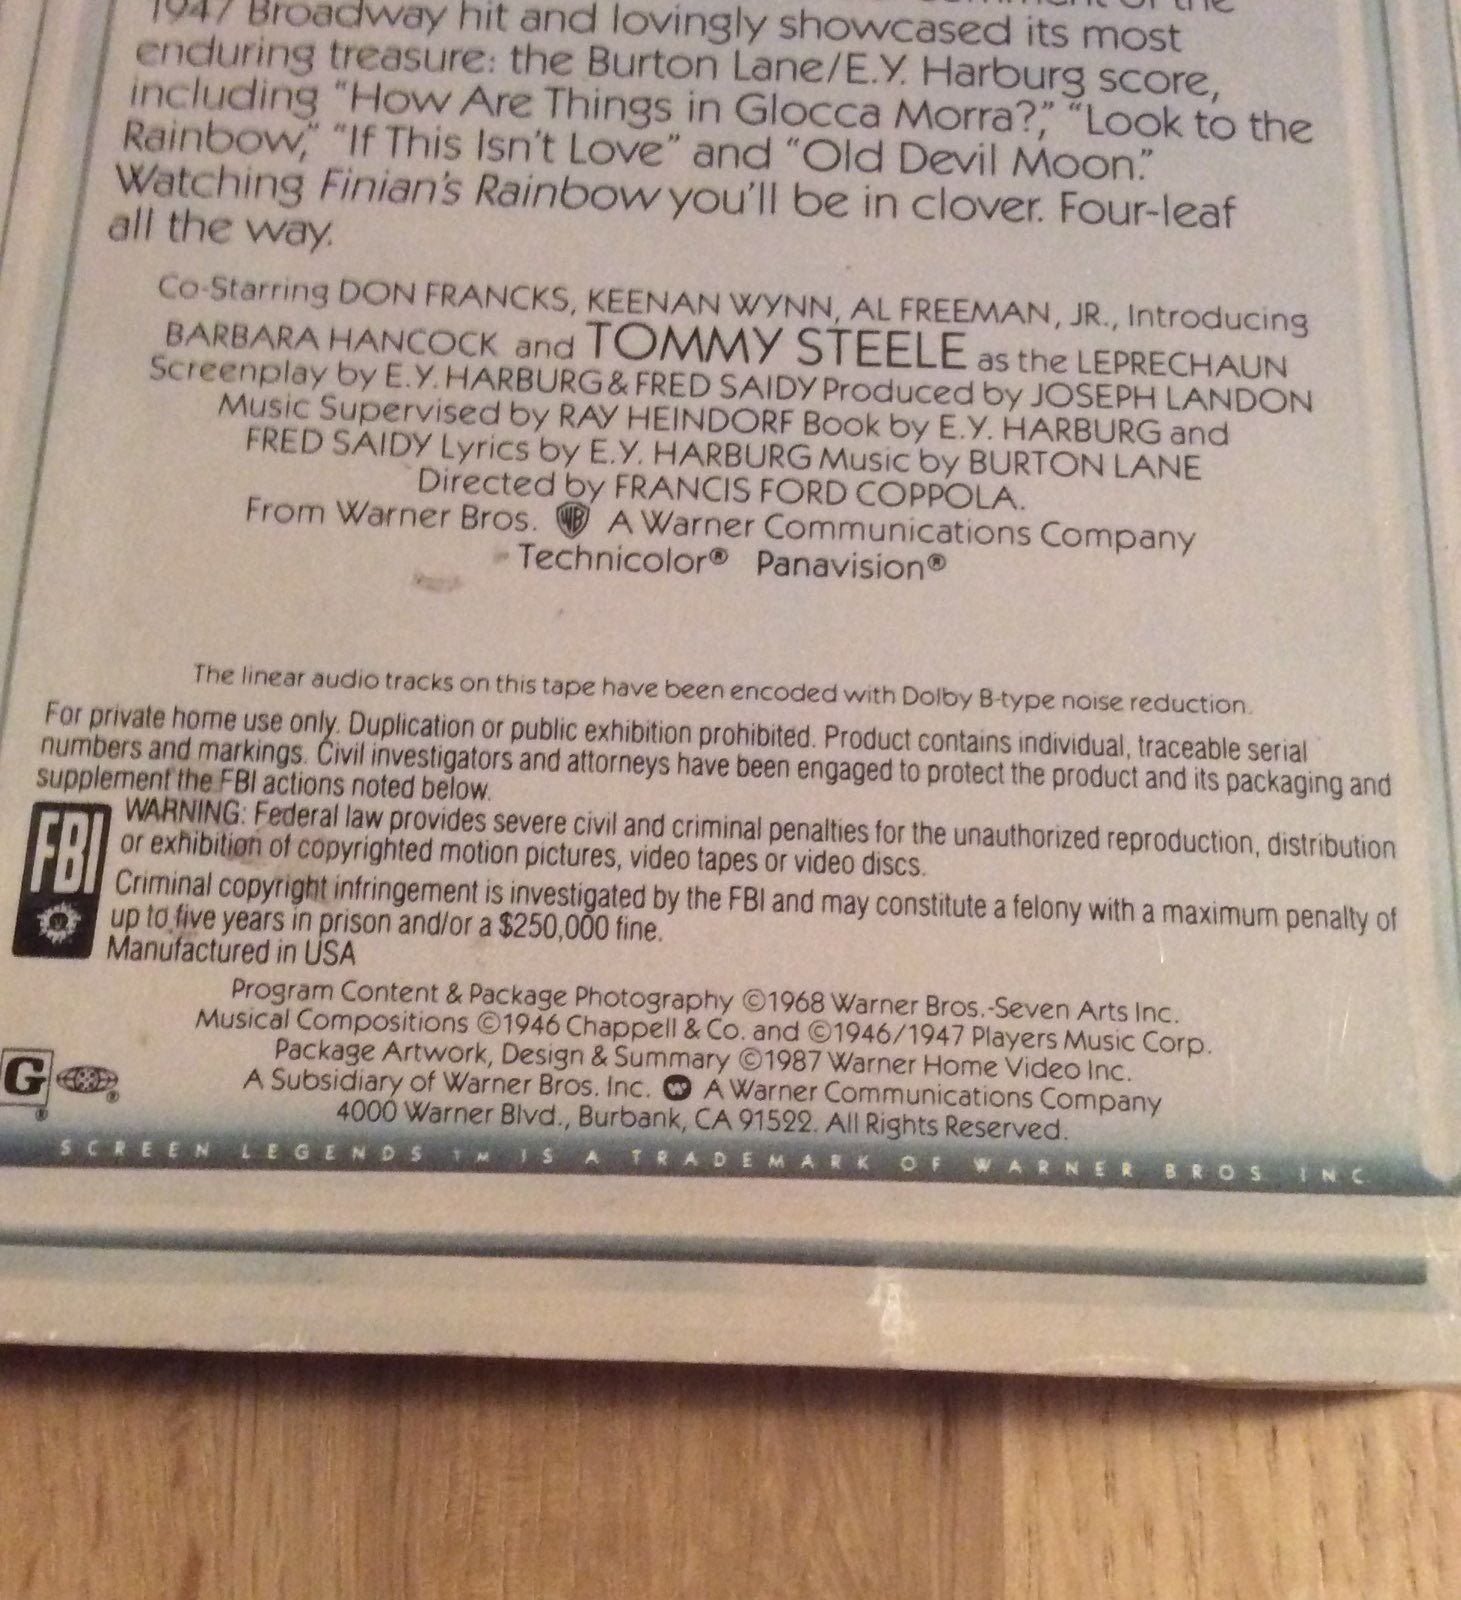 1947 Broadway hit and lovingly showcased its most
enduring treasure: the Burton Lane/E.Y. Harburg score,
including "How Are Things in Glocca Morra?," "Look to the
Rainbow," "If This Isn't Love" and "Old Devil Moon."
Watching Finian's Rainbow you'll be in clover. Four-leaf
all the way.
Co-Starring DON FRANCKS, KEENAN WYNN, AL FREEMAN, JR., Introducing
BARBARA HANCOCK and TOMMY STEELE as the LEPRECHAUN
Screenplay by E.Y. HARBURG & FRED SAIDY Produced by JOSEPH LANDON
Music Supervised by RAY HEINDORF Book by E.Y. HARBURG and
FRED SAIDY Lyrics by E.Y. HARBURG Music by BURTON LANE
Directed by FRANCIS FORD COPPOLA.
From Warner Bros. WB A Warner Communications Company
Technicolor® Panavision®
The linear audio tracks on this tape have been encoded with Dolby B-type noise reduction.
For private home use only. Duplication or public exhibition prohibited. Product contains individual, traceable serial
numbers and markings. Civil investigators and attorneys have been engaged to protect the product and its packaging and
supplement the FBI actions noted below.
FBI
WARNING: Federal law provides severe civil and criminal penalties for the unauthorized reproduction, distribution
or exhibition of copyrighted motion pictures, video tapes or video discs.
Criminal copyright infringement is investigated by the FBI and may constitute a felony with a maximum penalty of
up to five years in prison and/or a $250,000 fine.
Manufactured in USA
Program Content & Package Photography ©1968 Warner Bros.-Seven Arts Inc.
Musical Compositions ©1946 Chappell & Co. and ©1946/1947 Players Music Corp.
Package Artwork, Design & Summary ©1987 Warner Home Video Inc.
A Subsidiary of Warner Bros. Inc. A Warner Communications Company
4000 Warner Blvd., Burbank, CA 91522. All Rights Reserved.
G ® ®
SCREEN LEGENDS TM IS A TRADEMARK OF WARNER BROS. INC.